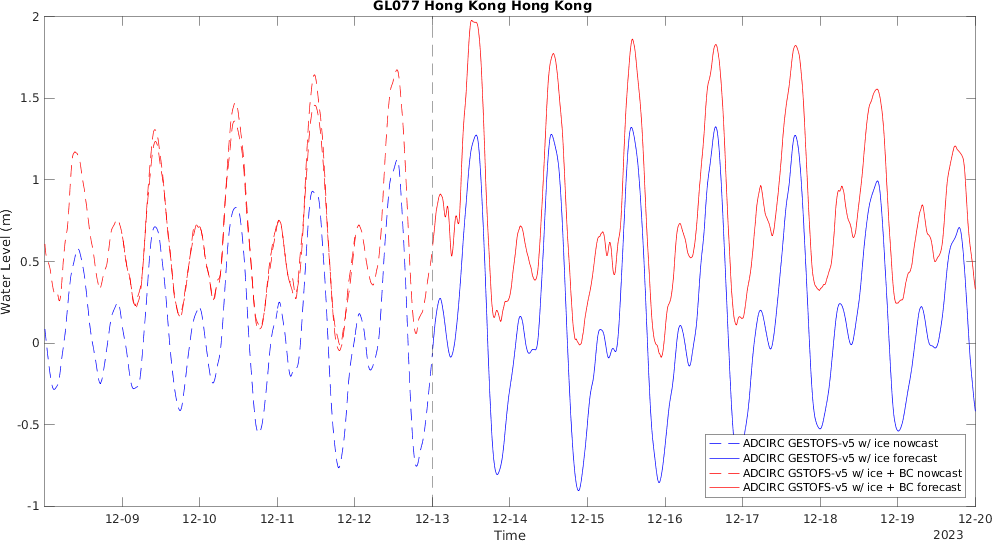 GL077 Hong Kong Hong Kong
2
1.5
1
0.5
0
-0.5
-1
Water Level (m)
ADCIRC GESTOFS-v5 w/ ice nowcast
ADCIRC GESTOFS-v5 w/ ice forecast
ADCIRC GSTOFS-v5 w/ ice + BC nowcast
ADCIRC GSTOFS-v5 w/ ice + BC forecast
12-09 12-10 12-11 12-12 12-13 12-14 12-15 12-16 12-17 12-18 12-19 12-20
Time
2023